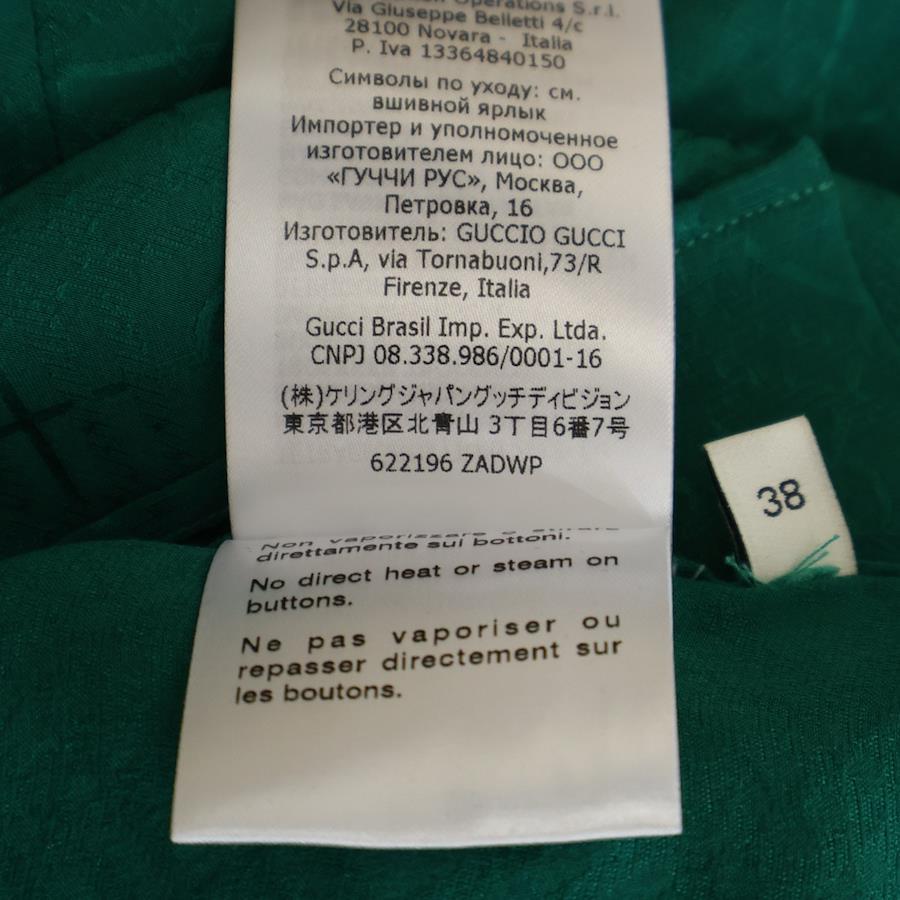 Operations S.r.l.
Via Giuseppe Belletti 4/c
28100 Novara - Italia
P. Iva 13364840150
Символы по уходу: см.
вшивной ярлык
Импортер и уполномоченное
изготовителем лицо: ООО
«ГУЧЧИ РУС», Москва,
Петровка, 16
Изготовитель: GUCCIO GUCCI
S.p.A, via Tornabuoni,73/R
Firenze, Italia
Gucci Brasil Imp. Exp. Ltda.
CNPJ 08.338.986/0001-16
(株)ケリングジャパングッチディビジョン
東京都港区北青山 3丁目6番7号
622196 ZADWP
38
Non vaporizzare o stirare
direttamente sui bottoni.
No direct heat or steam on
buttons.
Ne pas vaporiser ou
repasser directement sur
les boutons.